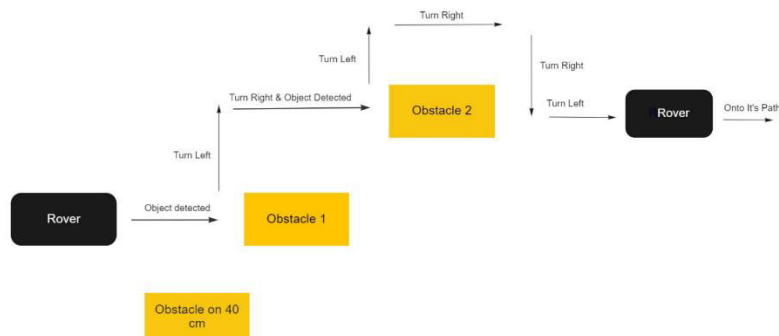 Turn Right
Turn Left
Turn Right
Turn Right & Object Detected
Obstacle 2
Turn Left
Rover
Onto It's Path
Turn Left
Rover
Object detected
Obstacle 1
Obstacle on 40
cm